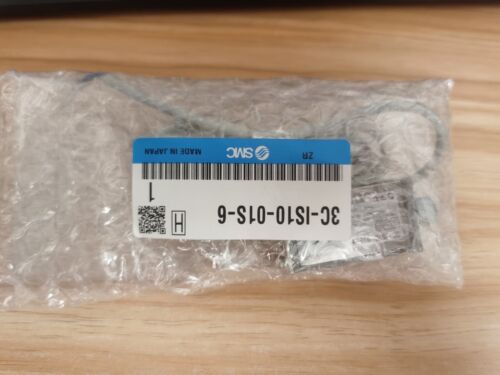 3C-IS10-01S-6
H
1
ZR SMC MADE IN JAPAN